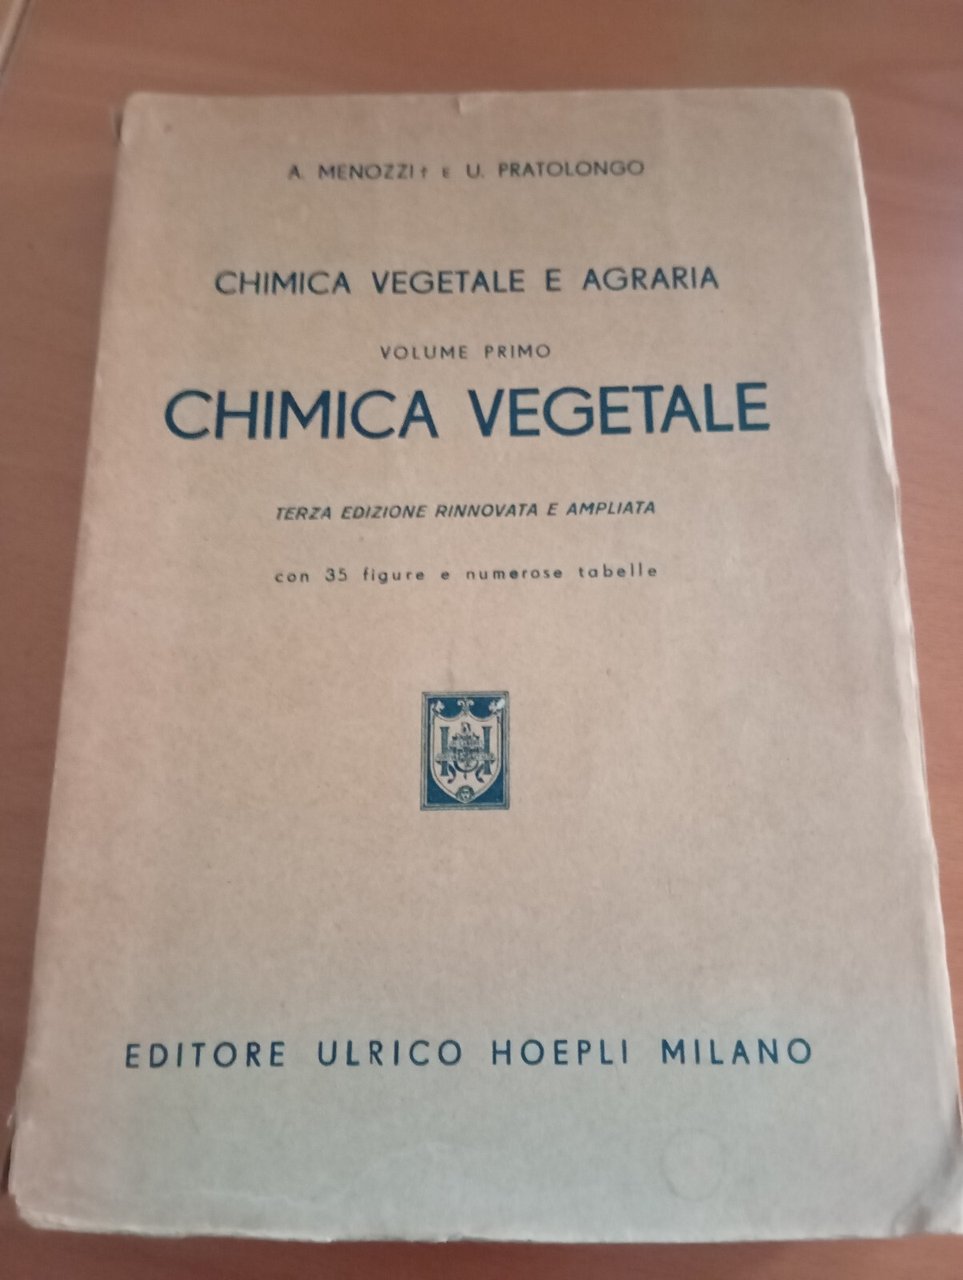 A. MENOZZI † E U. PRATOLONGO
CHIMICA VEGETALE E AGRARIA
VOLUME PRIMO
CHIMICA VEGETALE
TERZA EDIZIONE RINNOVATA E AMPLIATA
con 35 figure e numerose tabelle
EDITORE ULRICO HOEPLI MILANO